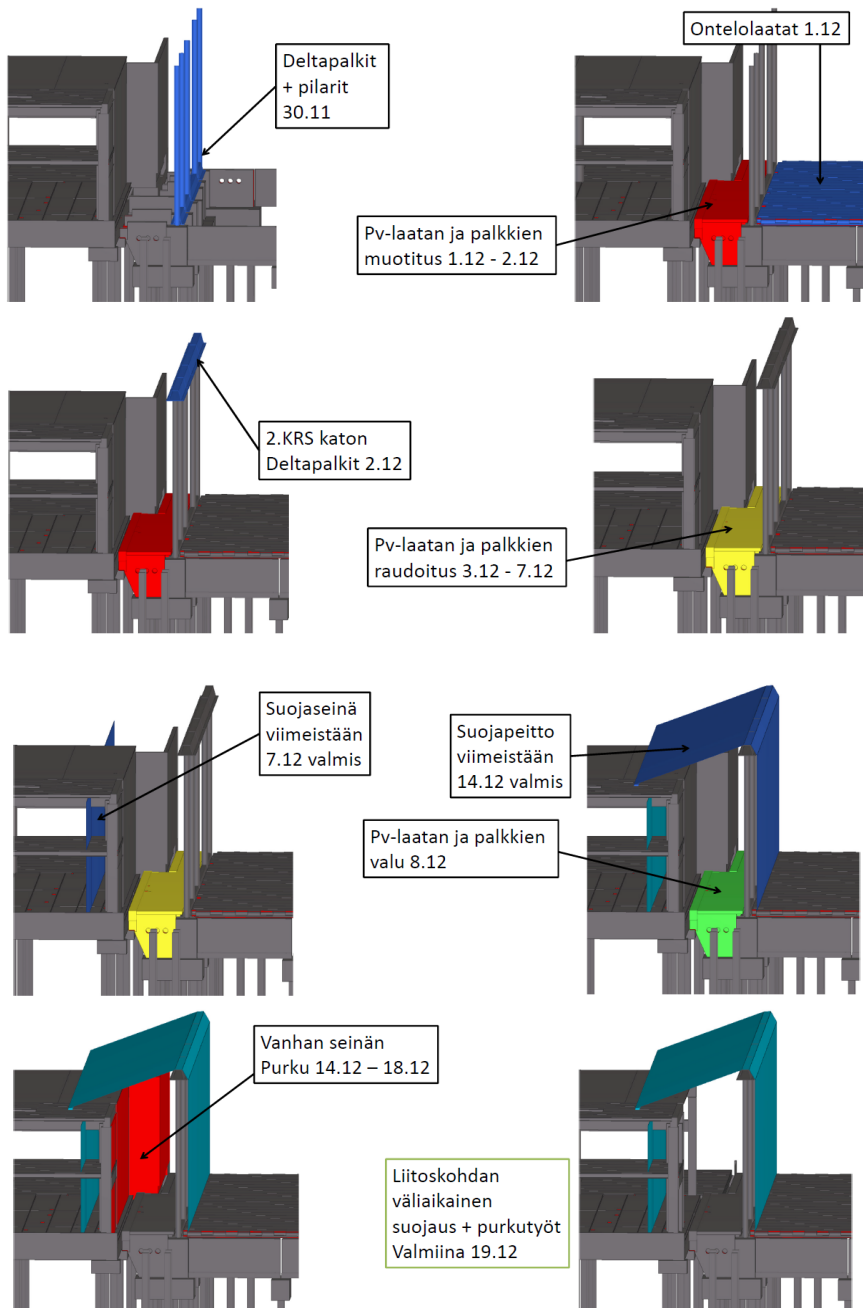 Deltapalkit
+ pilarit
30.11
Ontelolaatat 1.12
Pv-laatan ja palkkien
muotitus 1.12 - 2.12
2.KRS katon
Deltapalkit 2.12
Pv-laatan ja palkkien
raudoitus 3.12 - 7.12
Suojaseinä
viimeistään
7.12 valmis
Suojapeitto
viimeistään
14.12 valmis
Pv-laatan ja palkkien
valu 8.12
Vanhan seinän
Purku 14.12 – 18.12
Liitoskohdan
väliaikainen
suojaus + purkutyöt
Valmiina 19.12